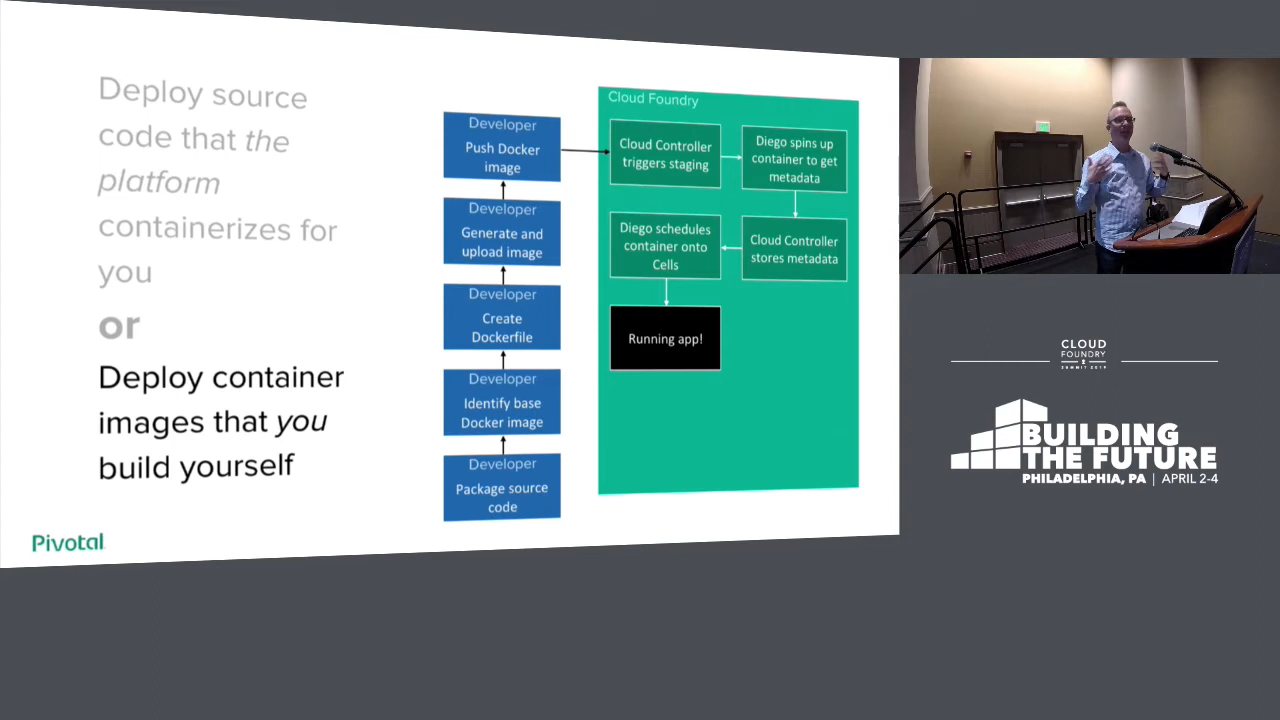 Deploy source
code that the
platform
containerizes for
you
or
Deploy container
images that you
build yourself
Pivotal
Developer
Push Docker
image
Developer
Generate and
upload image
Developer
Create
Dockerfile
Developer
Identify base
Docker image
Developer
Package source
code
Cloud Foundry
Cloud Controller
triggers staging
Diego spins up
container to get
metadata
Diego schedules
container onto
Cells
Cloud Controller
stores metadata
Running app!
CLOUD
FOUNDRY
SUMMIT 2019
BUILDING
THE FUTURE
PHILADELPHIA, PA | APRIL 2-4